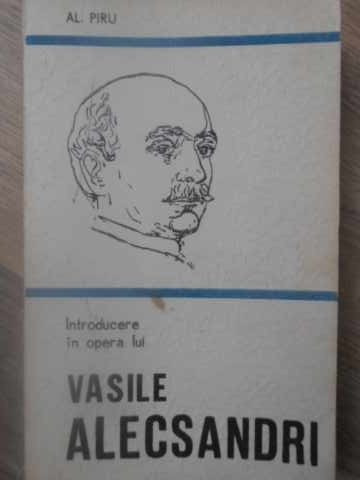 AL. PIRU
Introducere
în opera lui
VASILE
ALECSANDRI